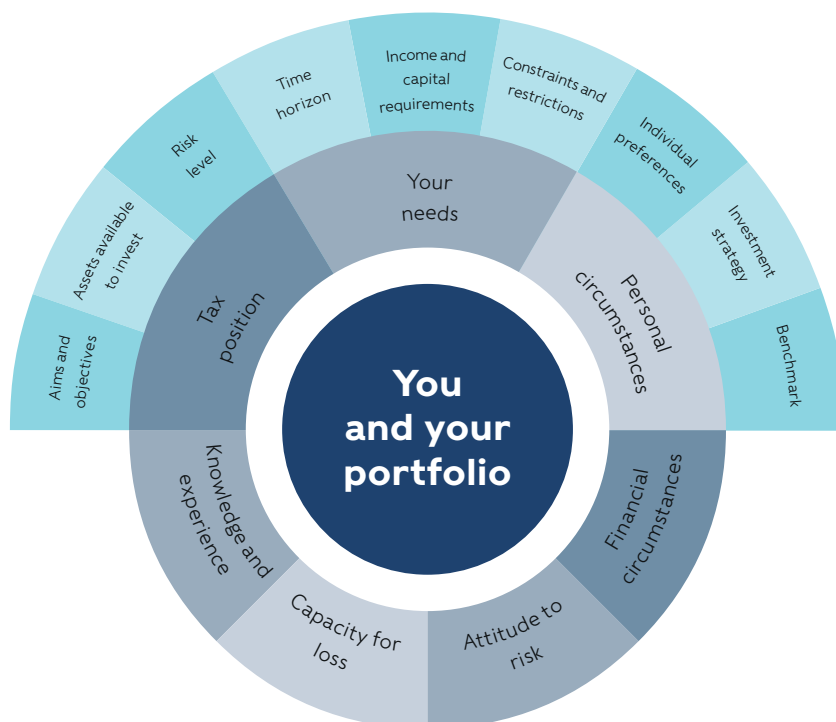 Aims and
objectives
Assets available
to invest
Risk
level
Time
horizon
Income and
capital
requirements
Constraints and
restrictions
Individual
preferences
Investment
strategy
Benchmark
Tax
position
Your
needs
Personal
circumstances
Financial
circumstances
Attitude to
risk
Capacity for
loss
Knowledge and
experience
You
and your
portfolio